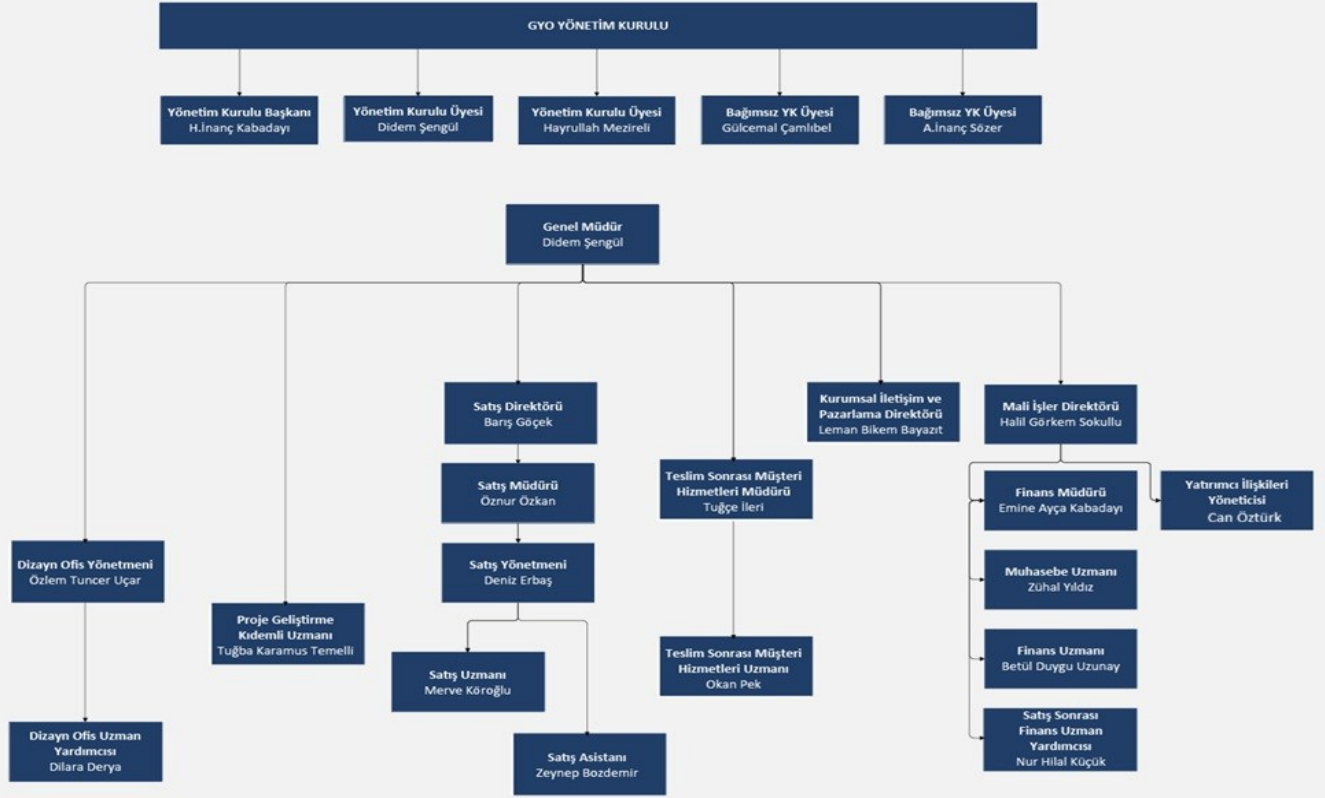 GYO YÖNETİM KURULU
Yönetim Kurulu Başkanı
H.İnanç Kabadayı
Yönetim Kurulu Üyesi
Didem Şengül
Yönetim Kurulu Üyesi
Hayrullah Mezireli
Bağımsız YK Üyesi
Gülcemal Çamlıbel
Bağımsız YK Üyesi
A.İnanç Sözer
Genel Müdür
Didem Şengül
Dizayn Ofis Yönetmeni
Özlem Tuncer Uçar
Dizayn Ofis Uzman
Yardımcısı
Dilara Derya
Proje Geliştirme
Kıdemli Uzmanı
Tuğba Karamus Temelli
Satış Direktörü
Barış Göçek
Satış Müdürü
Öznur Özkan
Satış Yönetmeni
Deniz Erbaş
Satış Uzmanı
Merve Köroğlu
Satış Asistanı
Zeynep Bozdemir
Teslim Sonrası Müşteri
Hizmetleri Müdürü
Tuğçe İleri
Teslim Sonrası Müşteri
Hizmetleri Uzmanı
Okan Pek
Kurumsal İletişim ve
Pazarlama Direktörü
Leman Bikem Bayazıt
Mali İşler Direktörü
Halil Görkem Sokullu
Finans Müdürü
Emine Ayça Kabadayı
Muhasebe Uzmanı
Zühal Yıldız
Finans Uzmanı
Betül Duygu Uzunay
Satış Sonrası
Finans Uzman
Yardımcısı
Nur Hilal Küçük
Yatırımcı İlişkileri
Yöneticisi
Can Öztürk